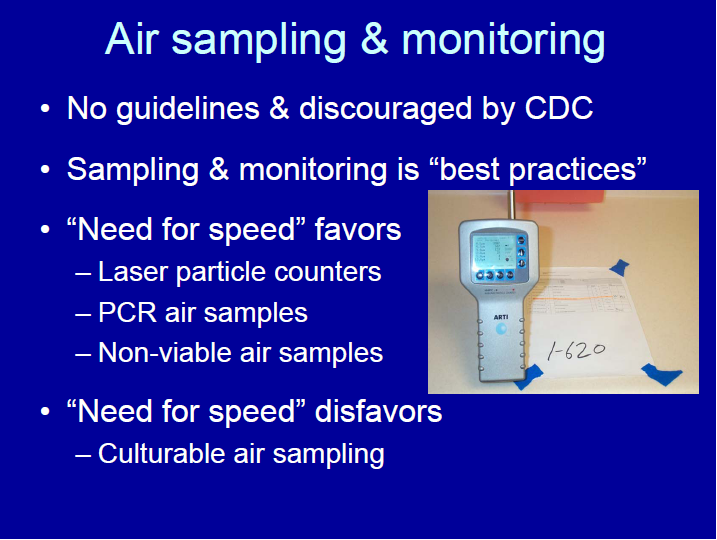 Air sampling & monitoring
• No guidelines & discouraged by CDC
• Sampling & monitoring is “best practices”
• “Need for speed” favors
– Laser particle counters
– PCR air samples
– Non-viable air samples
• “Need for speed” disfavors
– Culturable air sampling
ARTI
1-620